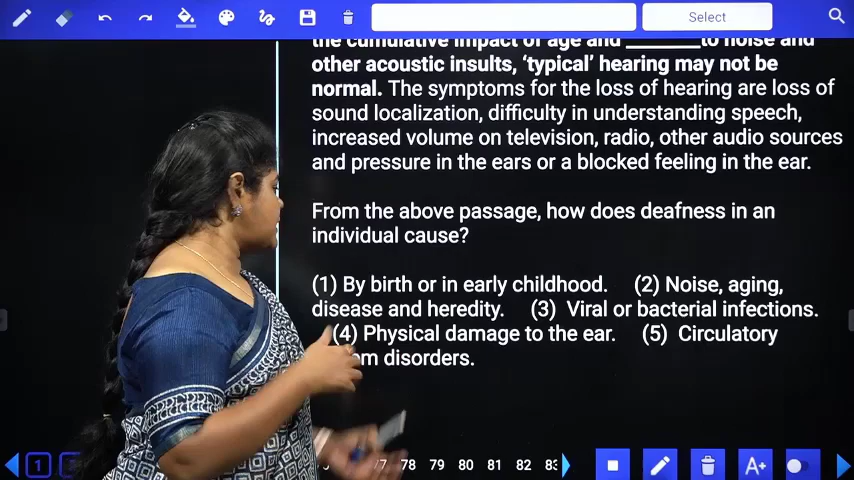 Select
the cumulative impact of age and ________to noise and
other acoustic insults, 'typical' hearing may not be
normal. The symptoms for the loss of hearing are loss of
sound localization, difficulty in understanding speech,
increased volume on television, radio, other audio sources
and pressure in the ears or a blocked feeling in the ear.
From the above passage, how does deafness in an
individual cause?
(1) By birth or in early childhood. (2) Noise, aging,
disease and heredity. (3) Viral or bacterial infections.
(4) Physical damage to the ear. (5) Circulatory
disorders.
1 78 79 80 81 82 A+